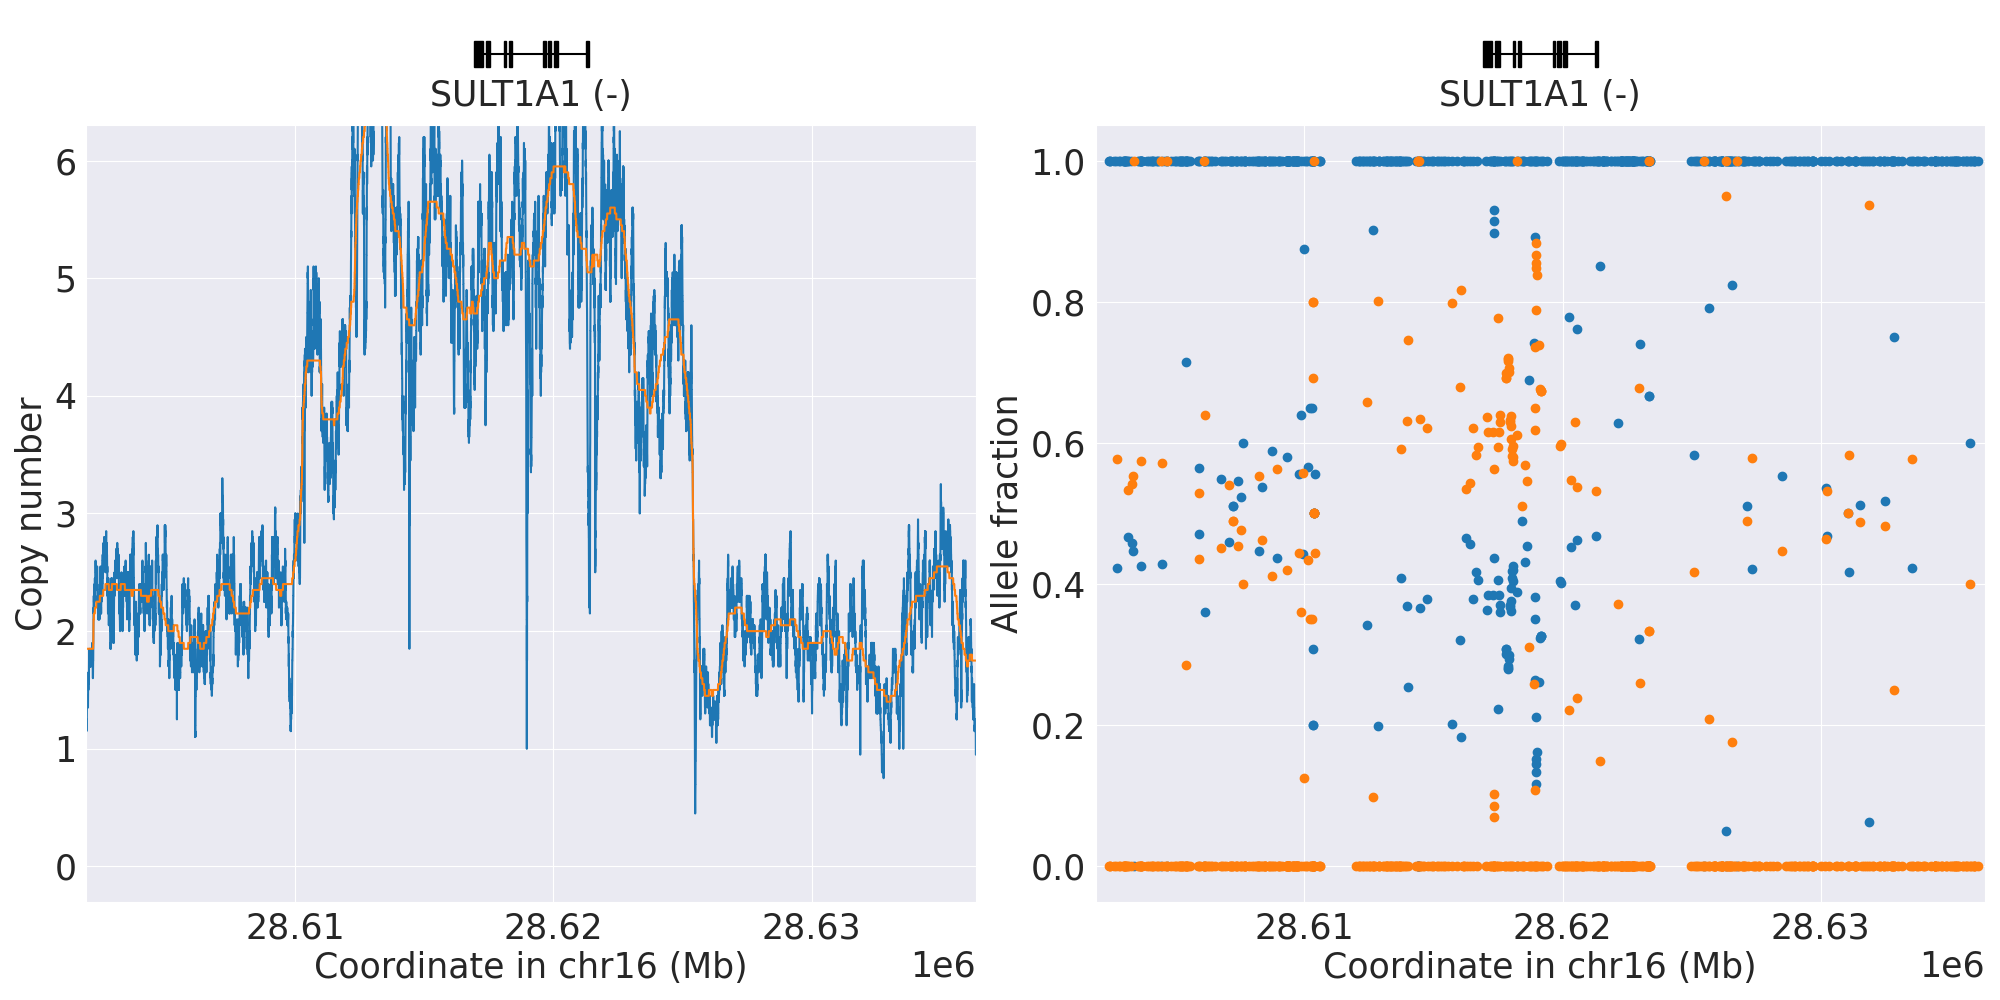 SULT1A1 (-)
6
5
4
3
2
1
0
Copy number
28.61 28.62 28.63
Coordinate in chr16 (Mb) 1e6
SULT1A1 (-)
1.0
0.8
0.6
0.4
0.2
0.0
Allele fraction
28.61 28.62 28.63
Coordinate in chr16 (Mb) 1e6